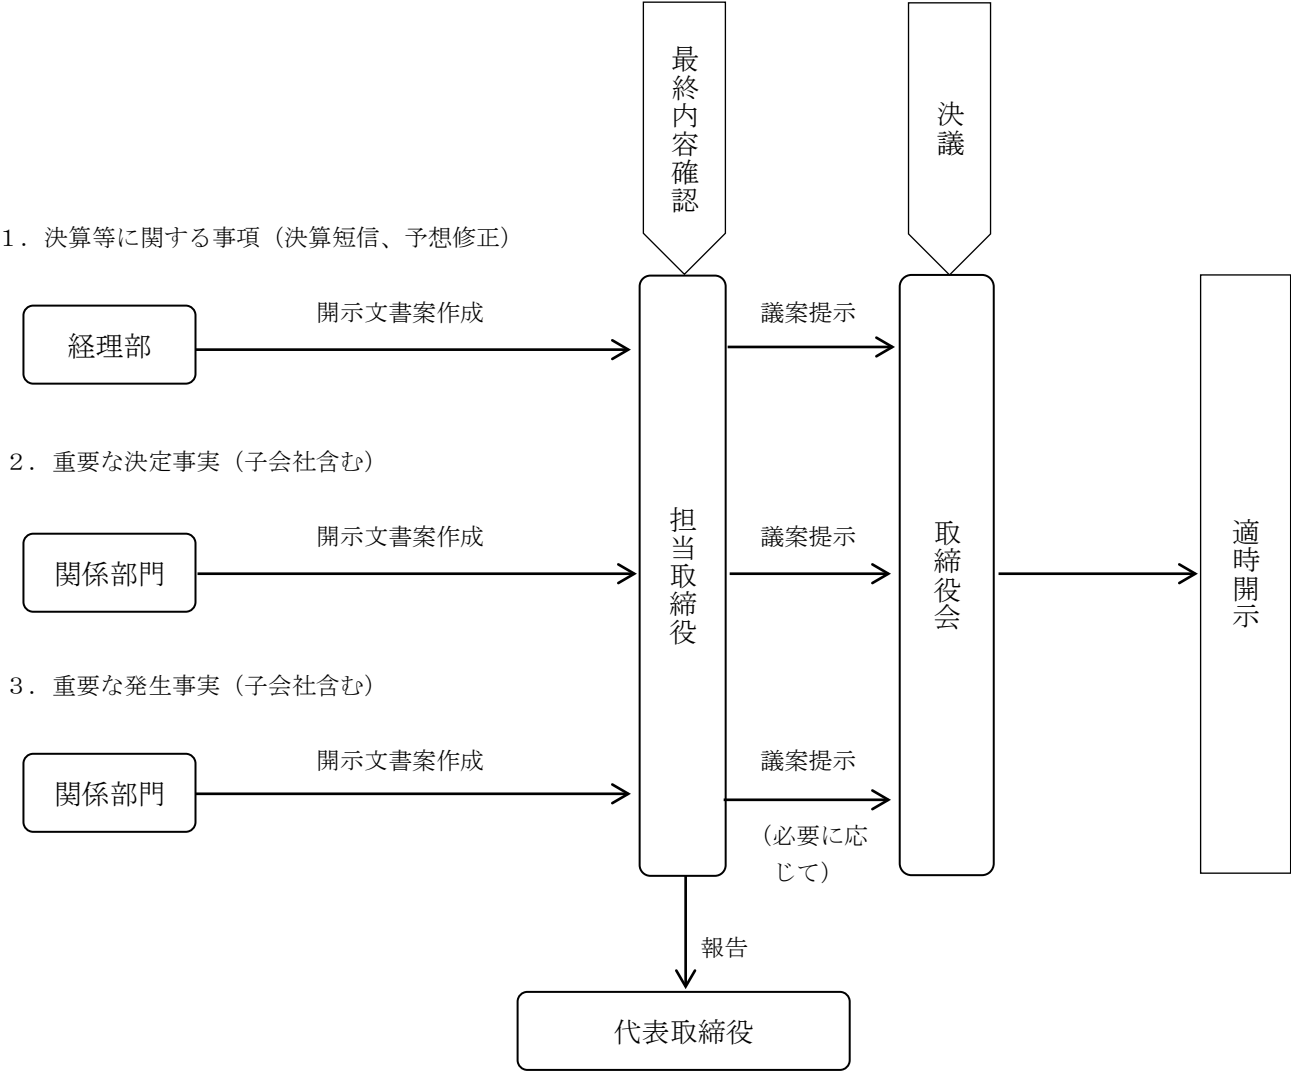 最終内容確認
決議
１．決算等に関する事項（決算短信、予想修正）
開示文書案作成
議案提示
経理部
２．重要な決定事実（子会社含む）
開示文書案作成
議案提示
関係部門
担当取締役
取締役会
適時開示
３．重要な発生事実（子会社含む）
開示文書案作成
議案提示
関係部門
（必要に応
じて）
報告
代表取締役